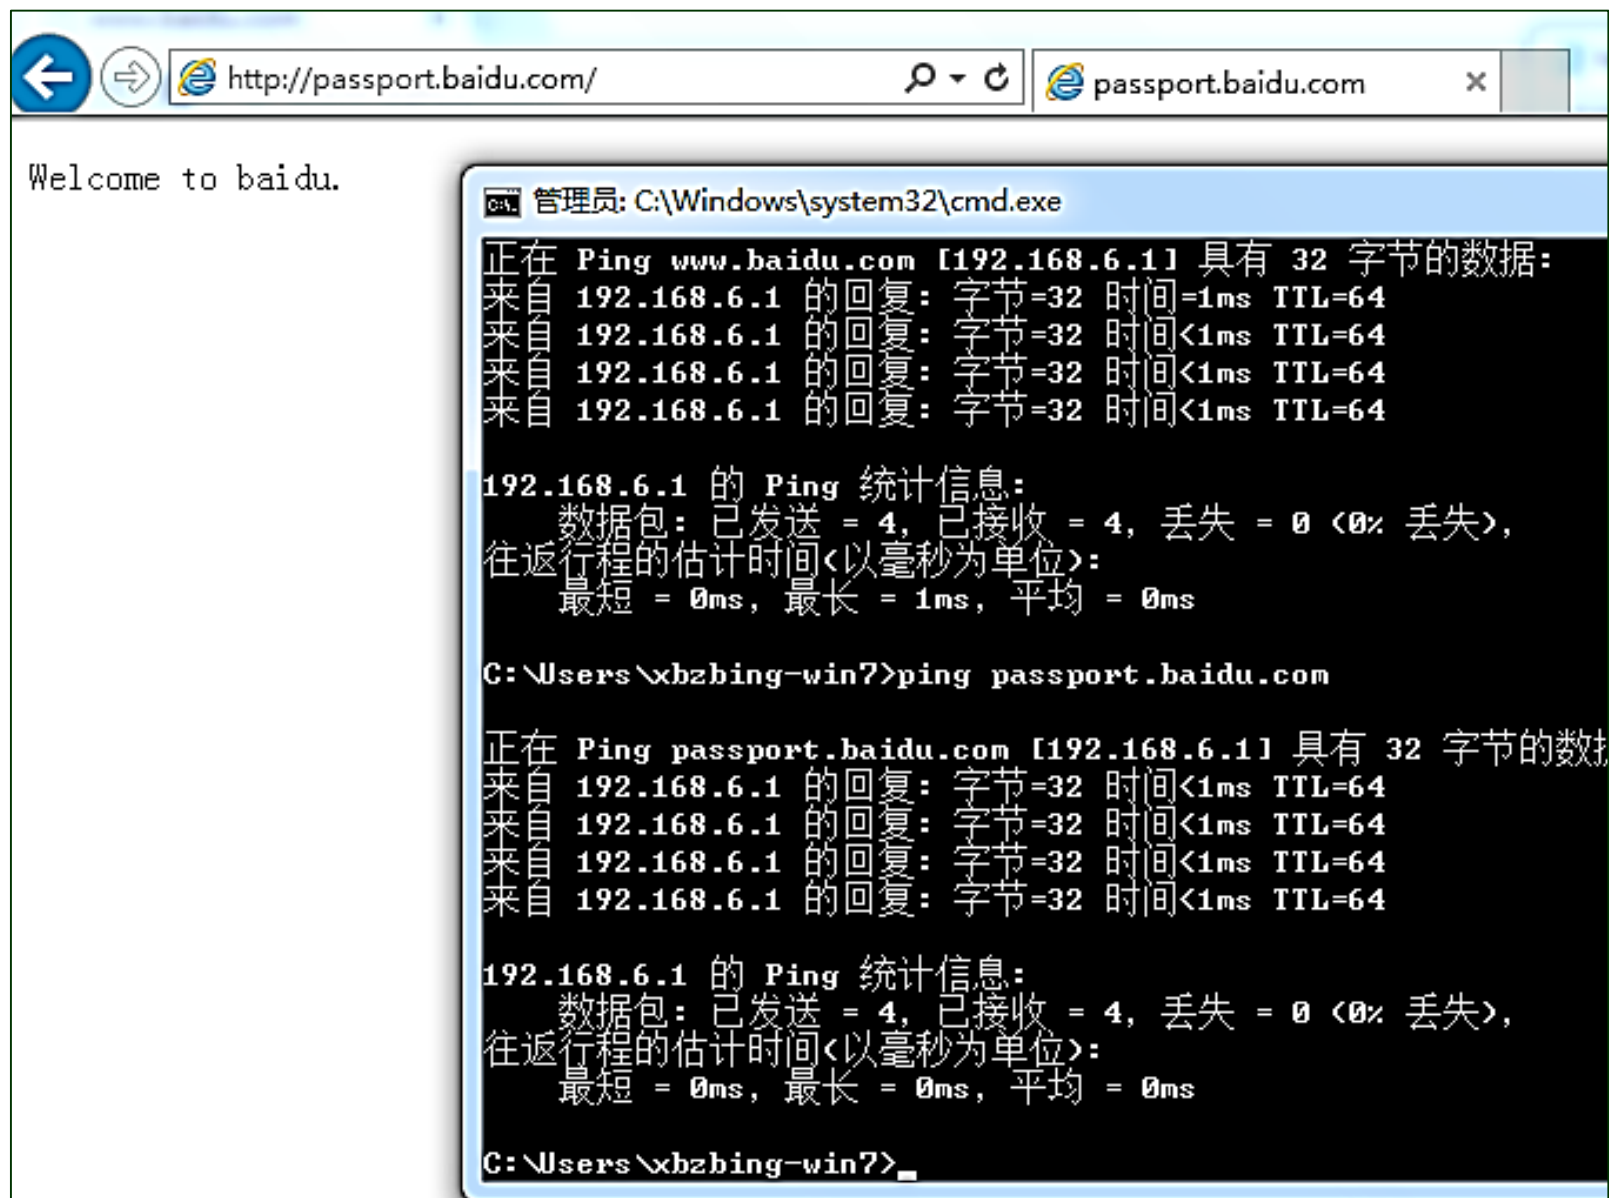 http://passport.baidu.com/
passport.baidu.com
Welcome to baidu.
管理员: C:\Windows\system32\cmd.exe
正在 Ping www.baidu.com [192.168.6.1] 具有 32 字节的数据:
来自 192.168.6.1 的回复: 字节=32 时间=1ms TTL=64
来自 192.168.6.1 的回复: 字节=32 时间<1ms TTL=64
来自 192.168.6.1 的回复: 字节=32 时间<1ms TTL=64
来自 192.168.6.1 的回复: 字节=32 时间<1ms TTL=64
192.168.6.1 的 Ping 统计信息:
数据包: 已发送 = 4, 已接收 = 4, 丢失 = 0 (0% 丢失),
往返行程的估计时间(以毫秒为单位):
最短 = 0ms, 最长 = 1ms, 平均 = 0ms
C:\Users\xbzbing-win7>ping passport.baidu.com
正在 Ping passport.baidu.com [192.168.6.1] 具有 32 字节的数据
来自 192.168.6.1 的回复: 字节=32 时间<1ms TTL=64
来自 192.168.6.1 的回复: 字节=32 时间<1ms TTL=64
来自 192.168.6.1 的回复: 字节=32 时间<1ms TTL=64
来自 192.168.6.1 的回复: 字节=32 时间<1ms TTL=64
192.168.6.1 的 Ping 统计信息:
数据包: 已发送 = 4, 已接收 = 4, 丢失 = 0 (0% 丢失),
往返行程的估计时间(以毫秒为单位):
最短 = 0ms, 最长 = 0ms, 平均 = 0ms
C:\Users\xbzbing-win7>_